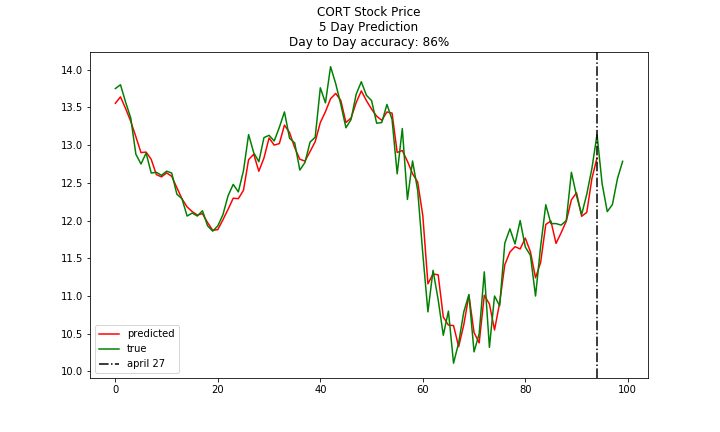 CORT Stock Price
5 Day Prediction
Day to Day accuracy: 86%
14.0
13.5
13.0
12.5
12.0
11.5
11.0
10.5
10.0
predicted
true
april 27
0 20 40 60 80 100